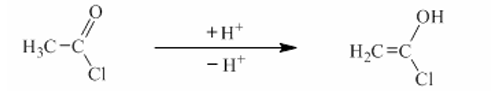 O
H₃C-C
Cl
+H⁺
-H⁺
OH
H₂C=C
Cl